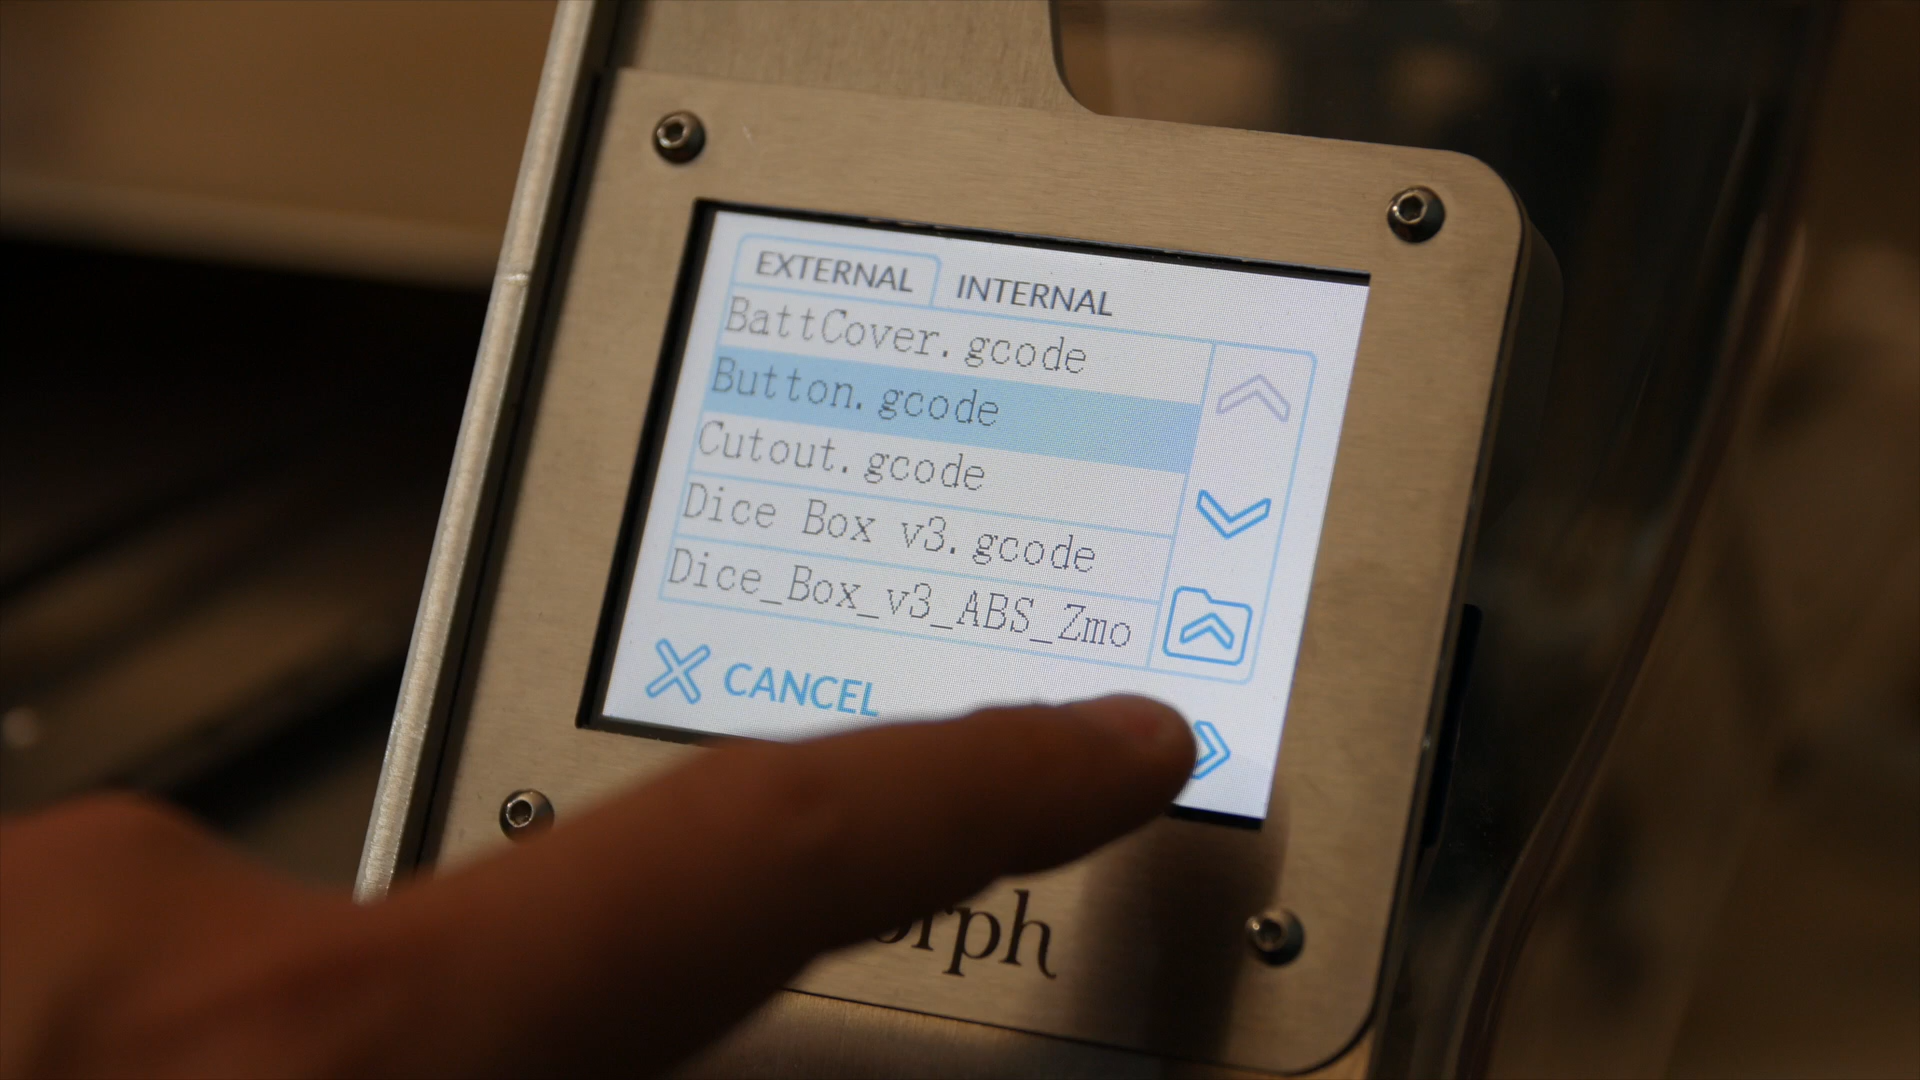 EXTERNAL INTERNAL
BattCover.gcode
Button.gcode
Cutout.gcode
Dice Box v3.gcode
Dice_Box_v3_ABS_Zmo
CANCEL